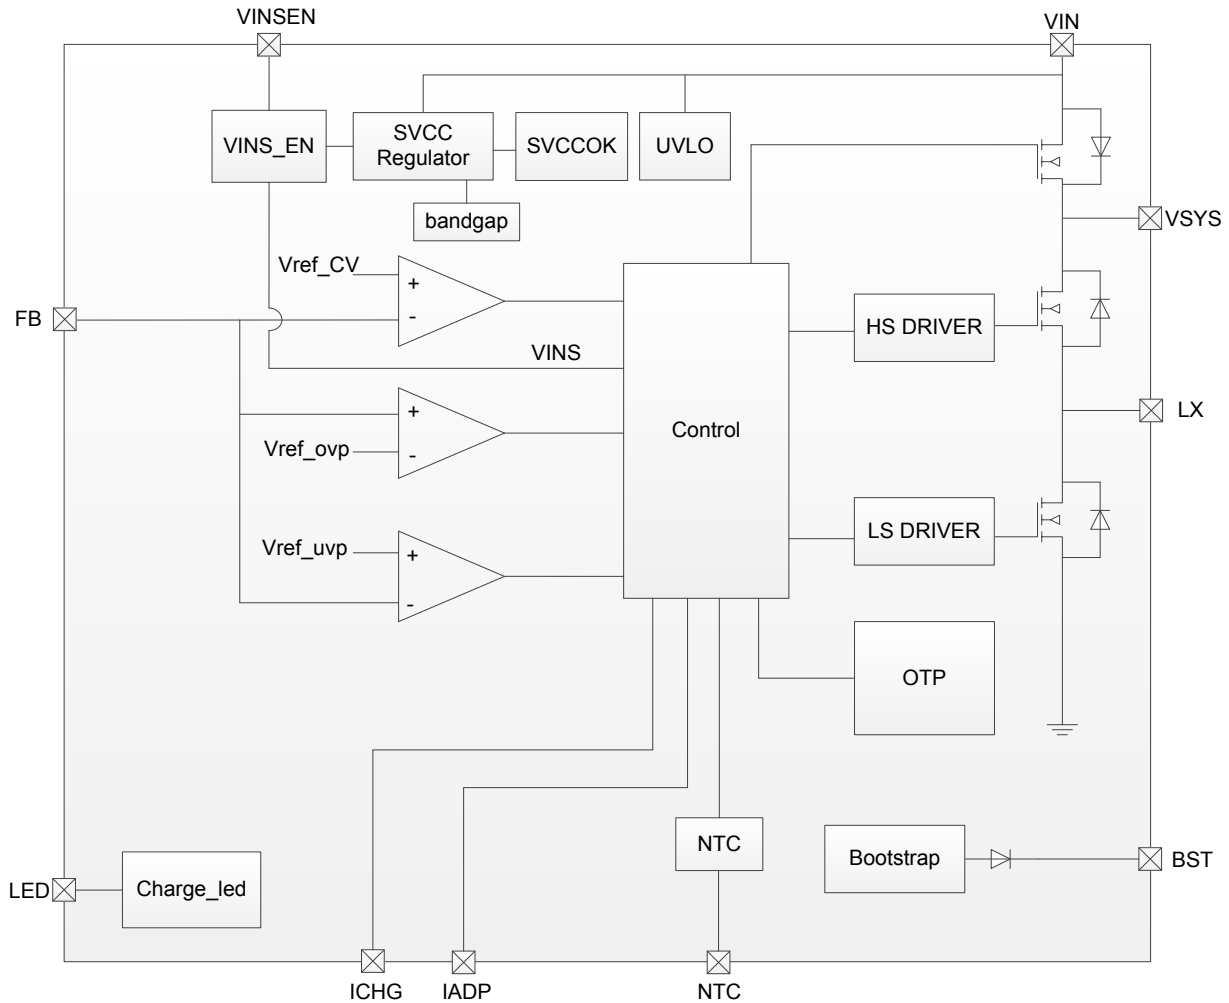 VINSEN
VIN
VINS_EN
SVCC
Regulator
SVCCOK
UVLO
bandgap
VSYS
Vref_CV
+
-
FB
HS DRIVER
VINS
LX
+
Vref_ovp
-
Control
LS DRIVER
Vref_uvp
+
-
OTP
NTC
Bootstrap
BST
LED
Charge_led
ICHG
IADP
NTC